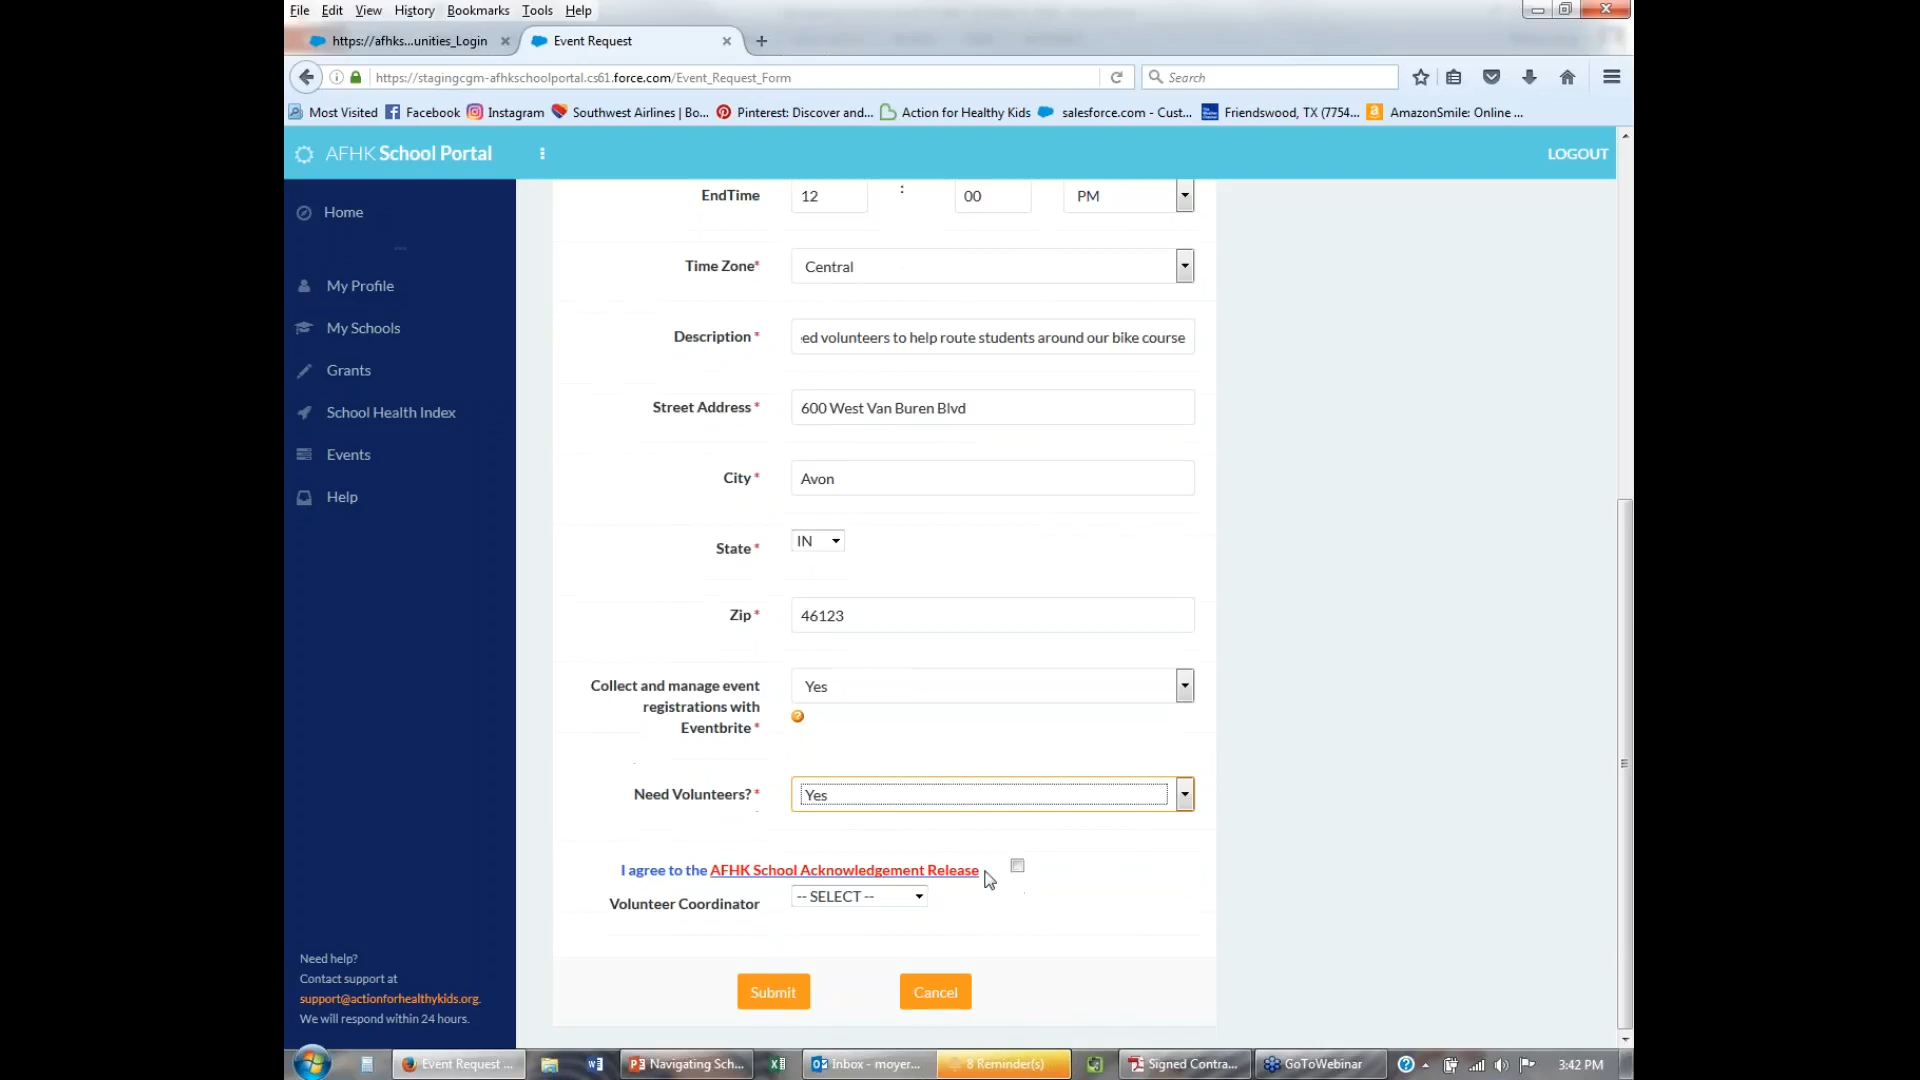 File Edit View History Bookmarks Tools Help
https://afhks...unities_Login
Event Request
https://stagingcgm-afhkschoolportal.cs61.force.com/Event_Request_Form
Search
Most Visited Facebook Instagram Southwest Airlines | Bo... Pinterest: Discover and... Action for Healthy Kids salesforce.com - Cust... Friendswood, TX (7754... AmazonSmile: Online ...
AFHK School Portal
LOGOUT
Home
My Profile
My Schools
Grants
School Health Index
Events
Help
Need help?
Contact support at
support@actionforhealthykids.org.
We will respond within 24 hours.
EndTime 12 : 00 PM
Time Zone* Central
Description * ed volunteers to help route students around our bike course
Street Address * 600 West Van Buren Blvd
City * Avon
State * IN
Zip * 46123
Collect and manage event
registrations with
Eventbrite *
Yes
Need Volunteers? * Yes
I agree to the AFHK School Acknowledgement Release
Volunteer Coordinator -- SELECT --
Submit Cancel
Event Request ... Navigating Sch... Inbox - moyer... 8 Reminder(s) Signed Contra... GoToWebinar 3:42 PM